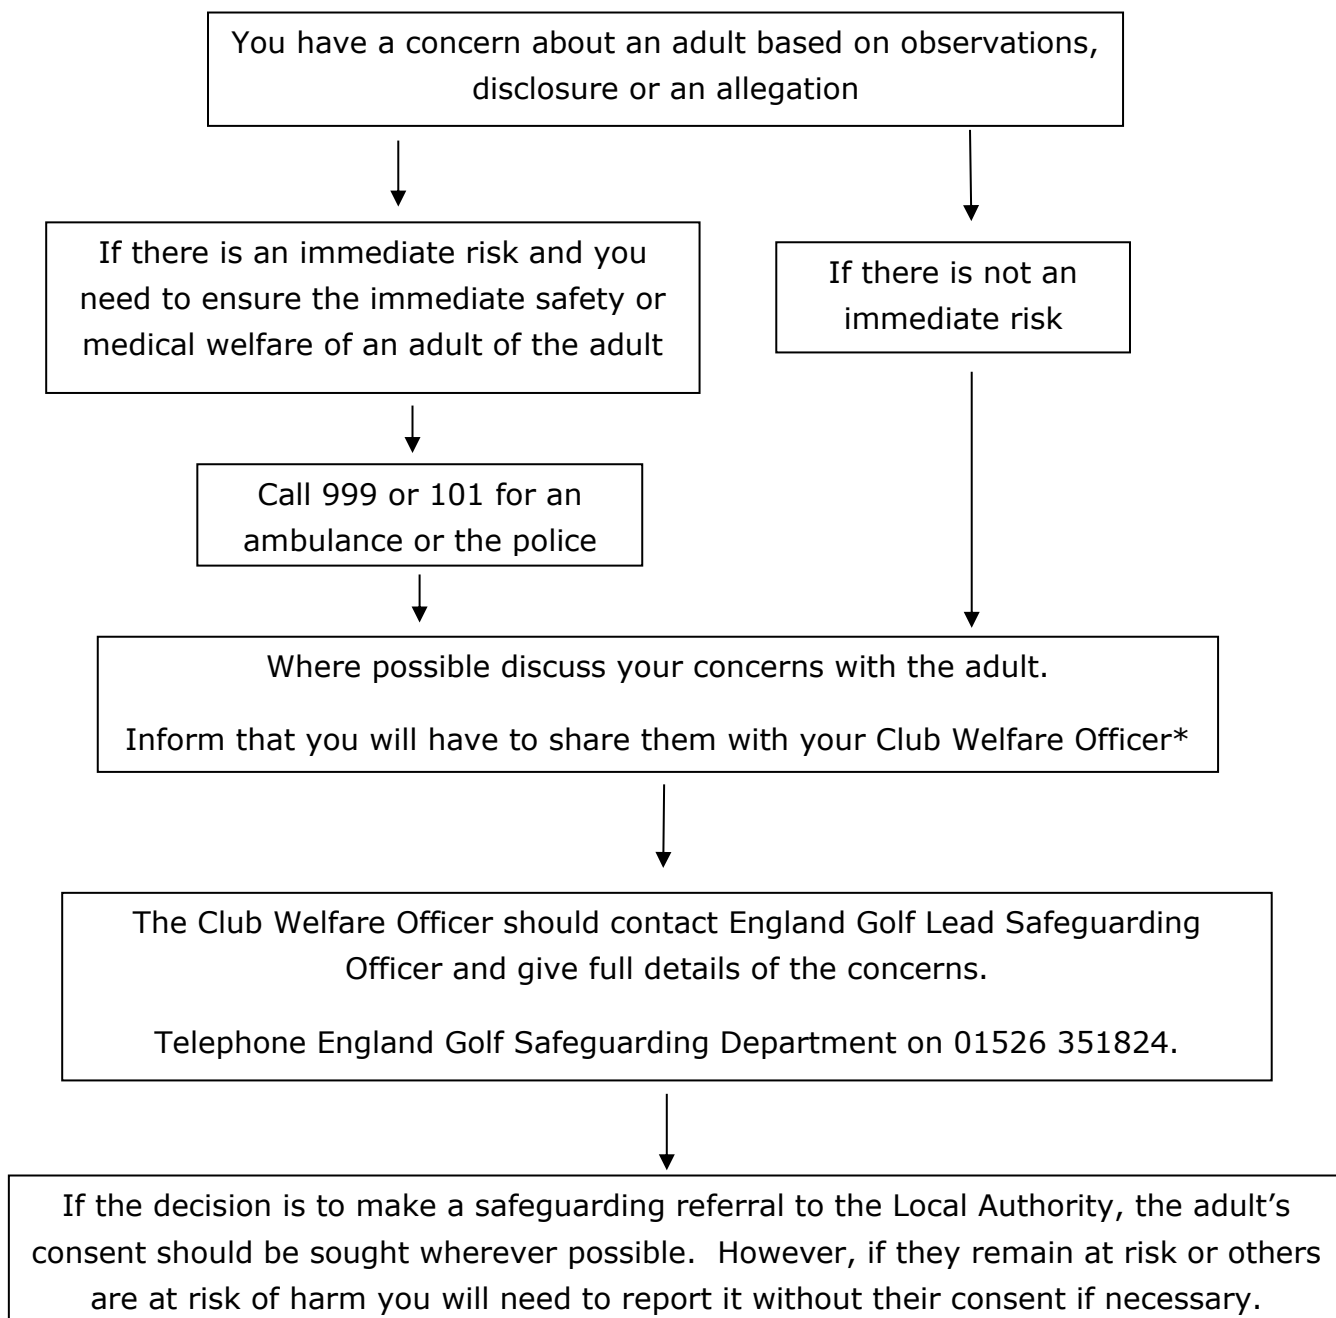 You have a concern about an adult based on observations,
disclosure or an allegation
If there is an immediate risk and you
need to ensure the immediate safety or
medical welfare of an adult of the adult
If there is not an
immediate risk
Call 999 or 101 for an
ambulance or the police
Where possible discuss your concerns with the adult.
Inform that you will have to share them with your Club Welfare Officer*
The Club Welfare Officer should contact England Golf Lead Safeguarding
Officer and give full details of the concerns.
Telephone England Golf Safeguarding Department on 01526 351824.
If the decision is to make a safeguarding referral to the Local Authority, the adult’s
consent should be sought wherever possible.  However, if they remain at risk or others
are at risk of harm you will need to report it without their consent if necessary.